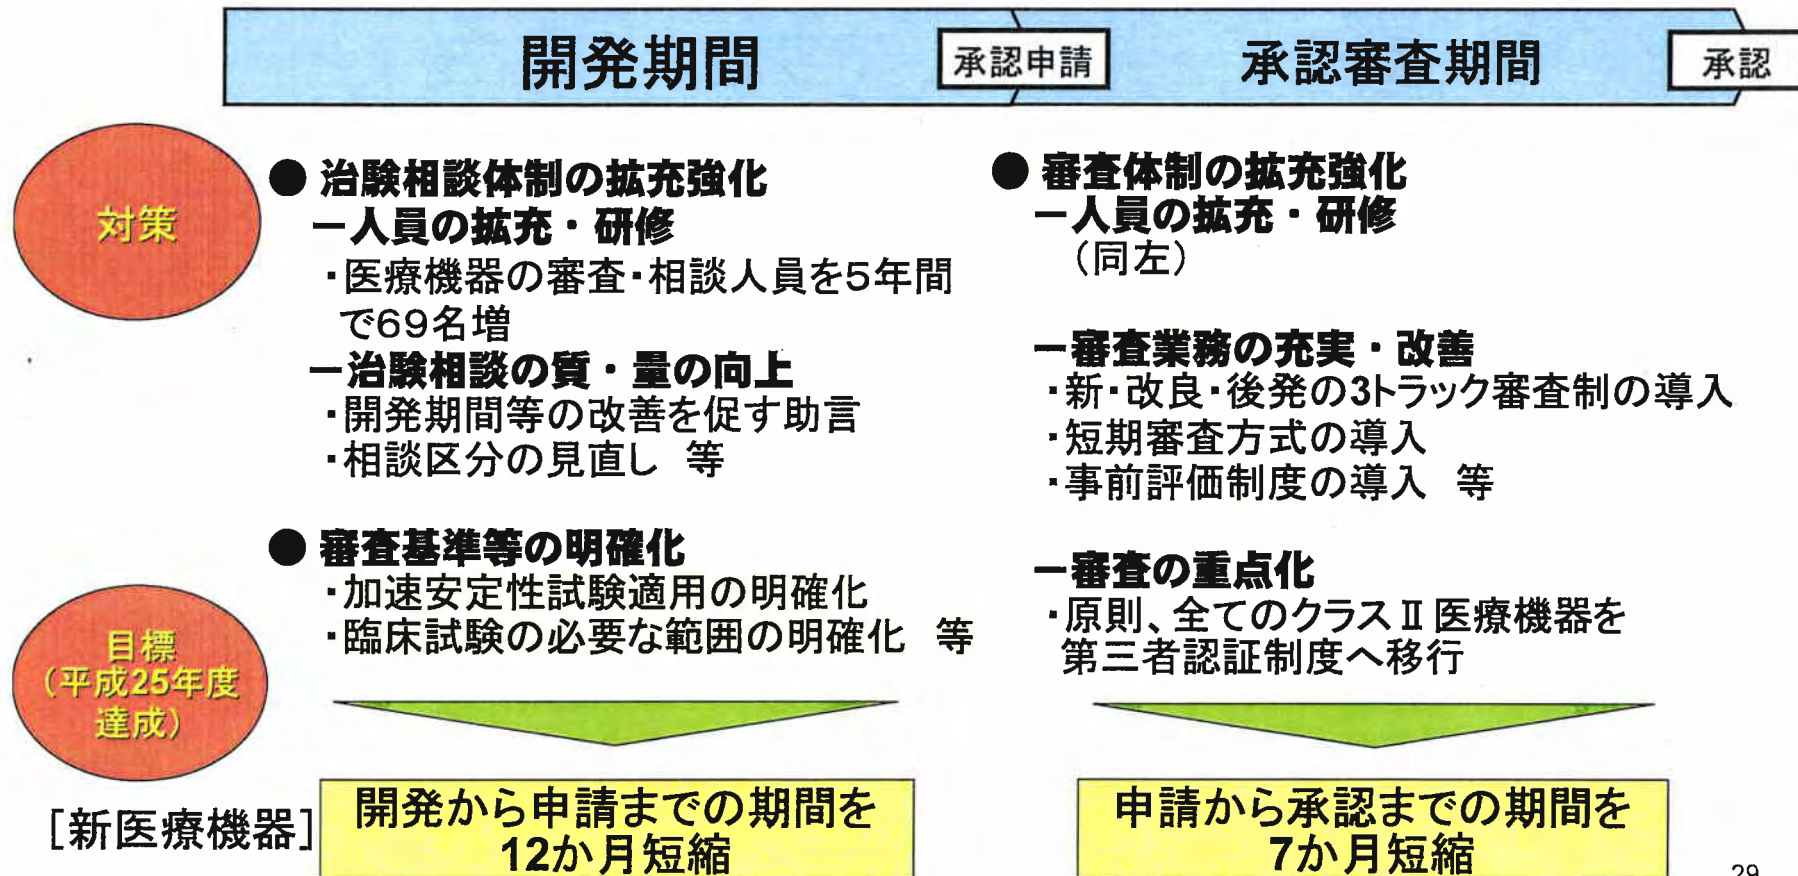 開発期間
承認申請
承認審査期間
承認
対策
● 治験相談体制の拡充強化
ー人員の拡充・研修
・医療機器の審査・相談人員を5年間
で69名増
ー治験相談の質・量の向上
・開発期間等の改善を促す助言
・相談区分の見直し 等
● 審査基準等の明確化
・加速安定性試験適用の明確化
・臨床試験の必要な範囲の明確化 等
● 審査体制の拡充強化
ー人員の拡充・研修
（同左）
ー審査業務の充実・改善
・新・改良・後発の3トラック審査制の導入
・短期審査方式の導入
・事前評価制度の導入 等
ー審査の重点化
・原則、全てのクラスⅡ医療機器を
第三者認証制度へ移行
目標
（平成25年度
達成）
［新医療機器］
開発から申請までの期間を
12か月短縮
申請から承認までの期間を
7か月短縮
29